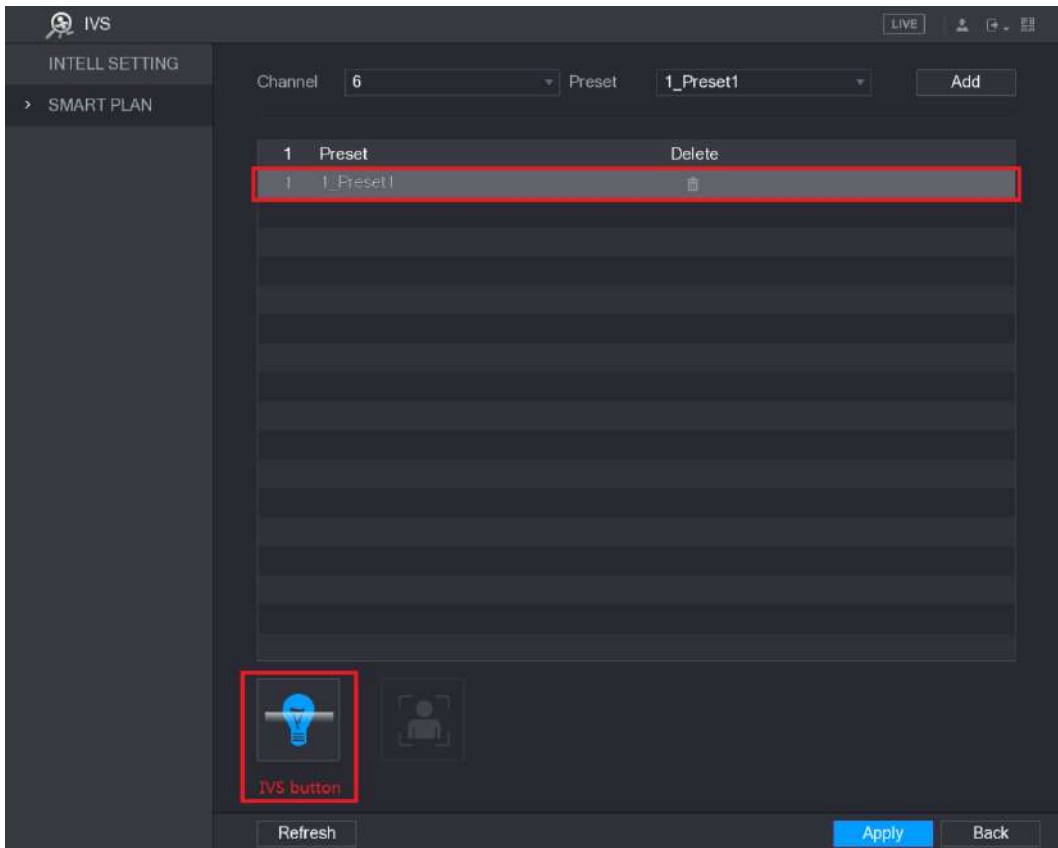 IVS
LIVE
INTELL SETTING
> SMART PLAN
Channel 6 Preset 1_Preset1 Add
1 Preset Delete
1 1_Preset1
IVS button
Refresh Apply Back